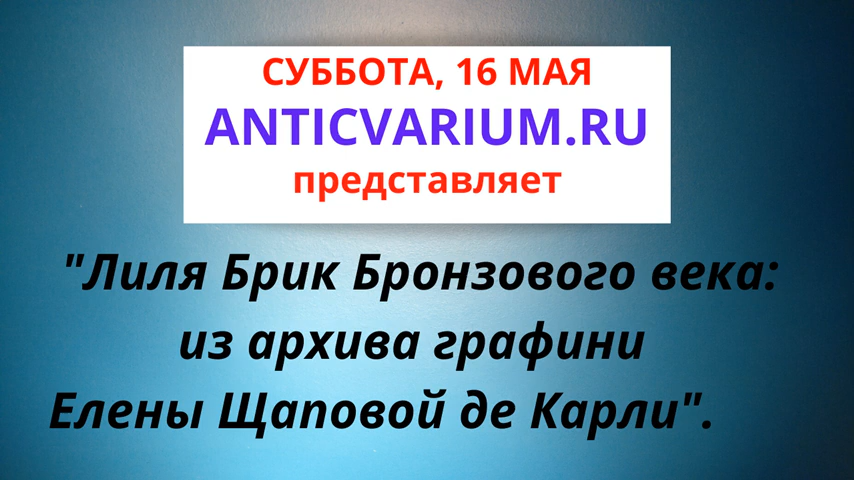 СУББОТА, 16 МАЯ
ANTICVARIUM.RU
представляет
"Лиля Брик Бронзового века:
из архива графини
Елены Щаповой де Карли".